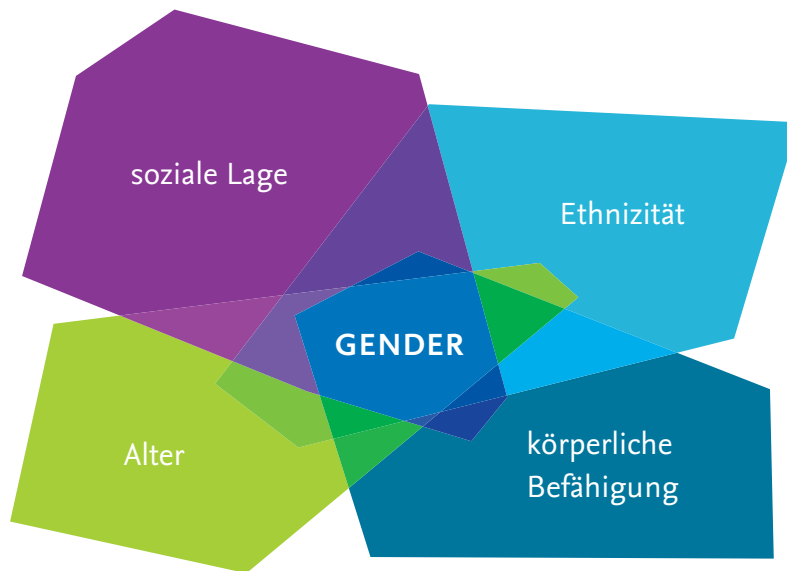 soziale Lage
Ethnizität
GENDER
Alter
körperliche
Befähigung